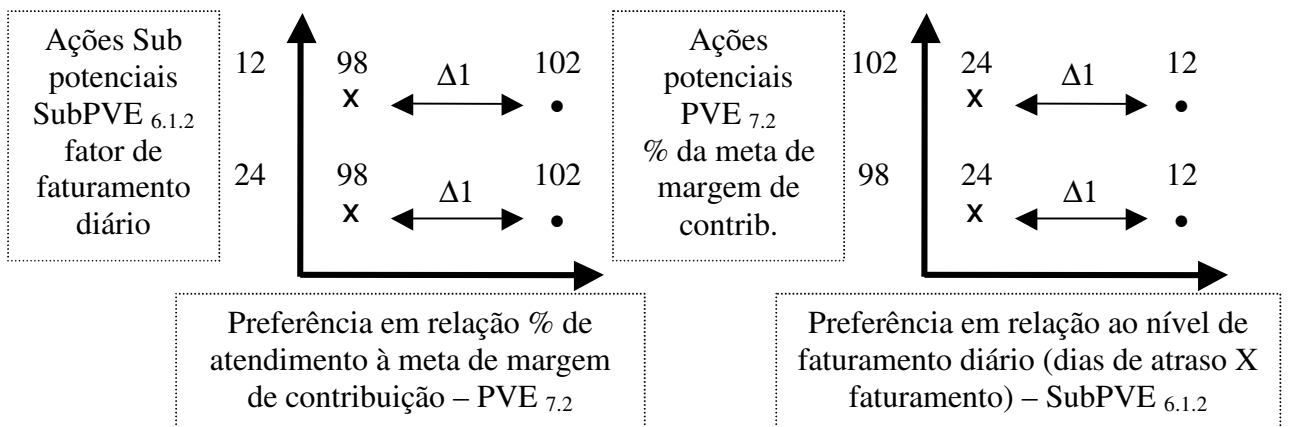 Ações Sub
potenciais
SubPVE 6.1.2
fator de
faturamento
diário
12
98
Δ1
102
x
•
24
98
Δ1
102
x
•
Preferência em relação % de
atendimento à meta de margem
de contribuição – PVE 7.2
Ações
potenciais
PVE 7.2
% da meta de
margem de
contrib.
102
24
Δ1
12
x
•
98
24
Δ1
12
x
•
Preferência em relação ao nível de
faturamento diário (dias de atraso X
faturamento) – SubPVE 6.1.2